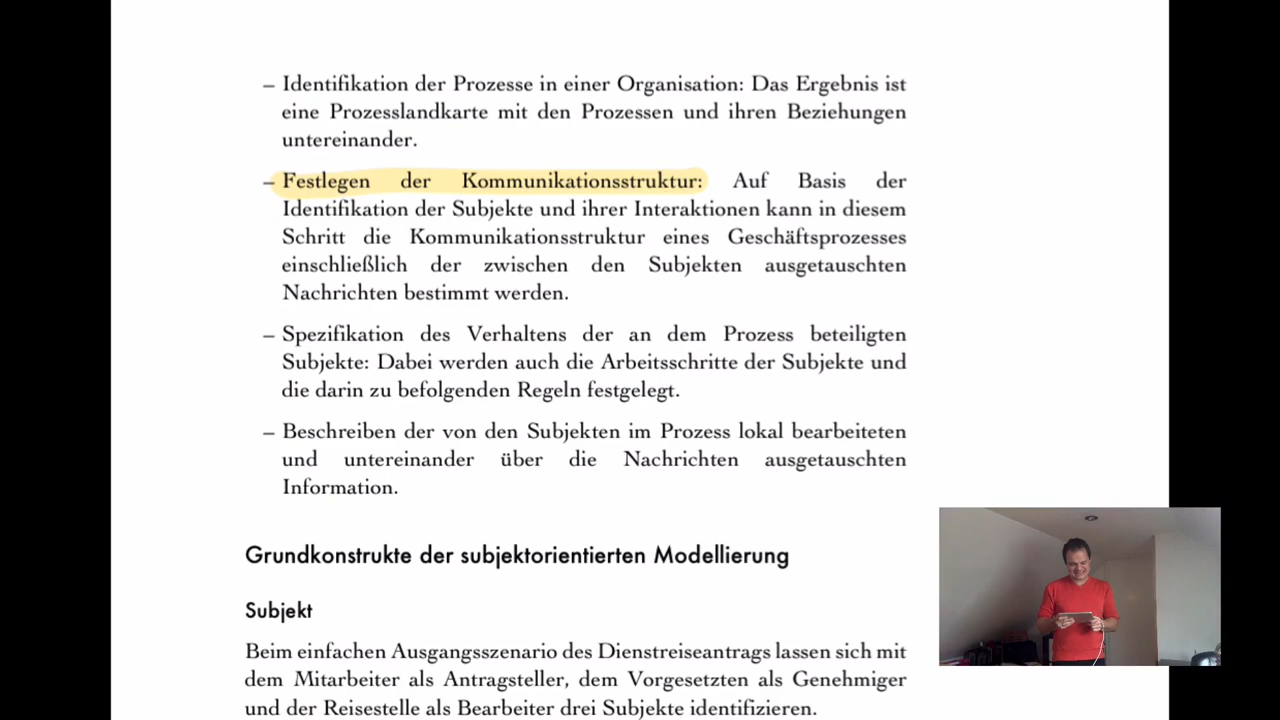 – Identifikation der Prozesse in einer Organisation: Das Ergebnis ist
eine Prozesslandkarte mit den Prozessen und ihren Beziehungen
untereinander.
– Festlegen der Kommunikationsstruktur: Auf Basis der
Identifikation der Subjekte und ihrer Interaktionen kann in diesem
Schritt die Kommunikationsstruktur eines Geschäftsprozesses
einschließlich der zwischen den Subjekten ausgetauschten
Nachrichten bestimmt werden.
– Spezifikation des Verhaltens der an dem Prozess beteiligten
Subjekte: Dabei werden auch die Arbeitsschritte der Subjekte und
die darin zu befolgenden Regeln festgelegt.
– Beschreiben der von den Subjekten im Prozess lokal bearbeiteten
und untereinander über die Nachrichten ausgetauschten
Information.
Grundkonstrukte der subjektorientierten Modellierung
Subjekt
Beim einfachen Ausgangsszenario des Dienstreiseantrags lassen sich mit
dem Mitarbeiter als Antragsteller, dem Vorgesetzten als Genehmiger
und der Reisestelle als Bearbeiter drei Subjekte identifizieren.